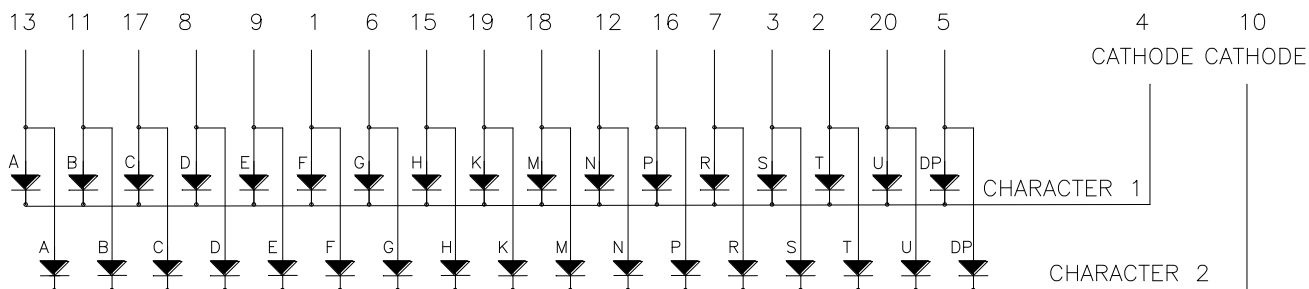 13 11 17 8 9 1 6 15 19 18 12 16 7 3 2 20 5 4 10
CATHODE CATHODE
A B C D E F G H K M N P R S T U DP
CHARACTER 1
A B C D E F G H K M N P R S T U DP
CHARACTER 2